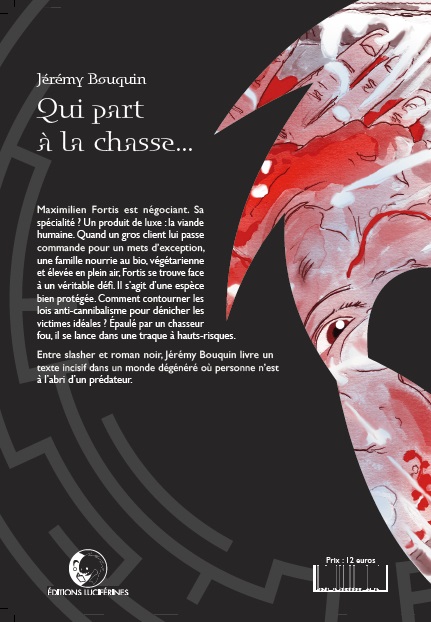 Jérémy Bouquin
Qui part
à la chasse...
Maximilien Fortis est négociant. Sa
spécialité ? Un produit de luxe : la viande
humaine. Quand un gros client lui passe
commande pour un mets d'exception,
une famille nourrie au bio, végétarienne
et élevée en plein air, Fortis se trouve face
à un véritable défi. Il s'agit d'une espèce
bien protégée. Comment contourner les
lois anti-cannibalisme pour dénicher les
victimes idéales ? Épaulé par un chasseur
fou, il se lance dans une traque à hauts-risques.
Entre slasher et roman noir, Jérémy Bouquin livre un
texte incisif dans un monde dégénéré où personne n'est
à l'abri d'un prédateur.
Prix : 12 euros
ÉDITIONS LUCIFÉRINES